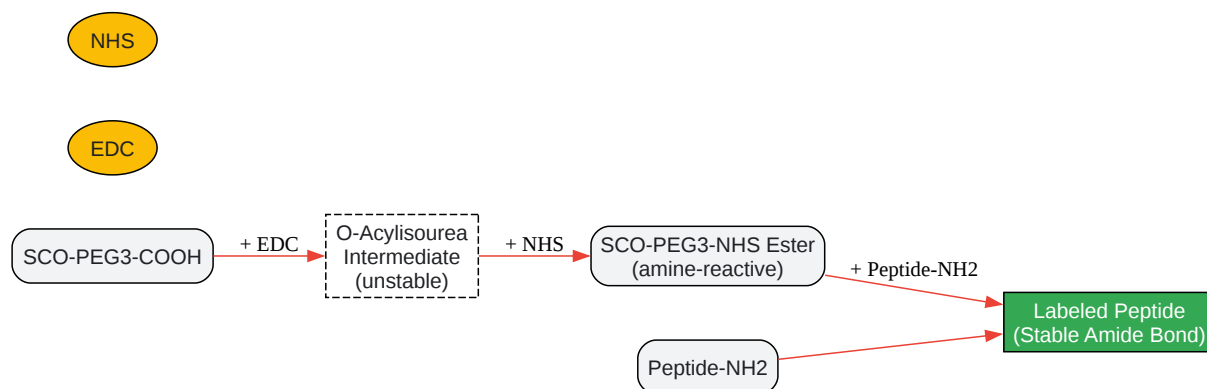 NHS
EDC
SCO-PEG3-COOH
+ EDC
O-Acylisourea
Intermediate
(unstable)
+ NHS
SCO-PEG3-NHS Ester
(amine-reactive)
+ Peptide-NH2
Peptide-NH2
Labeled Peptide
(Stable Amide Bond)